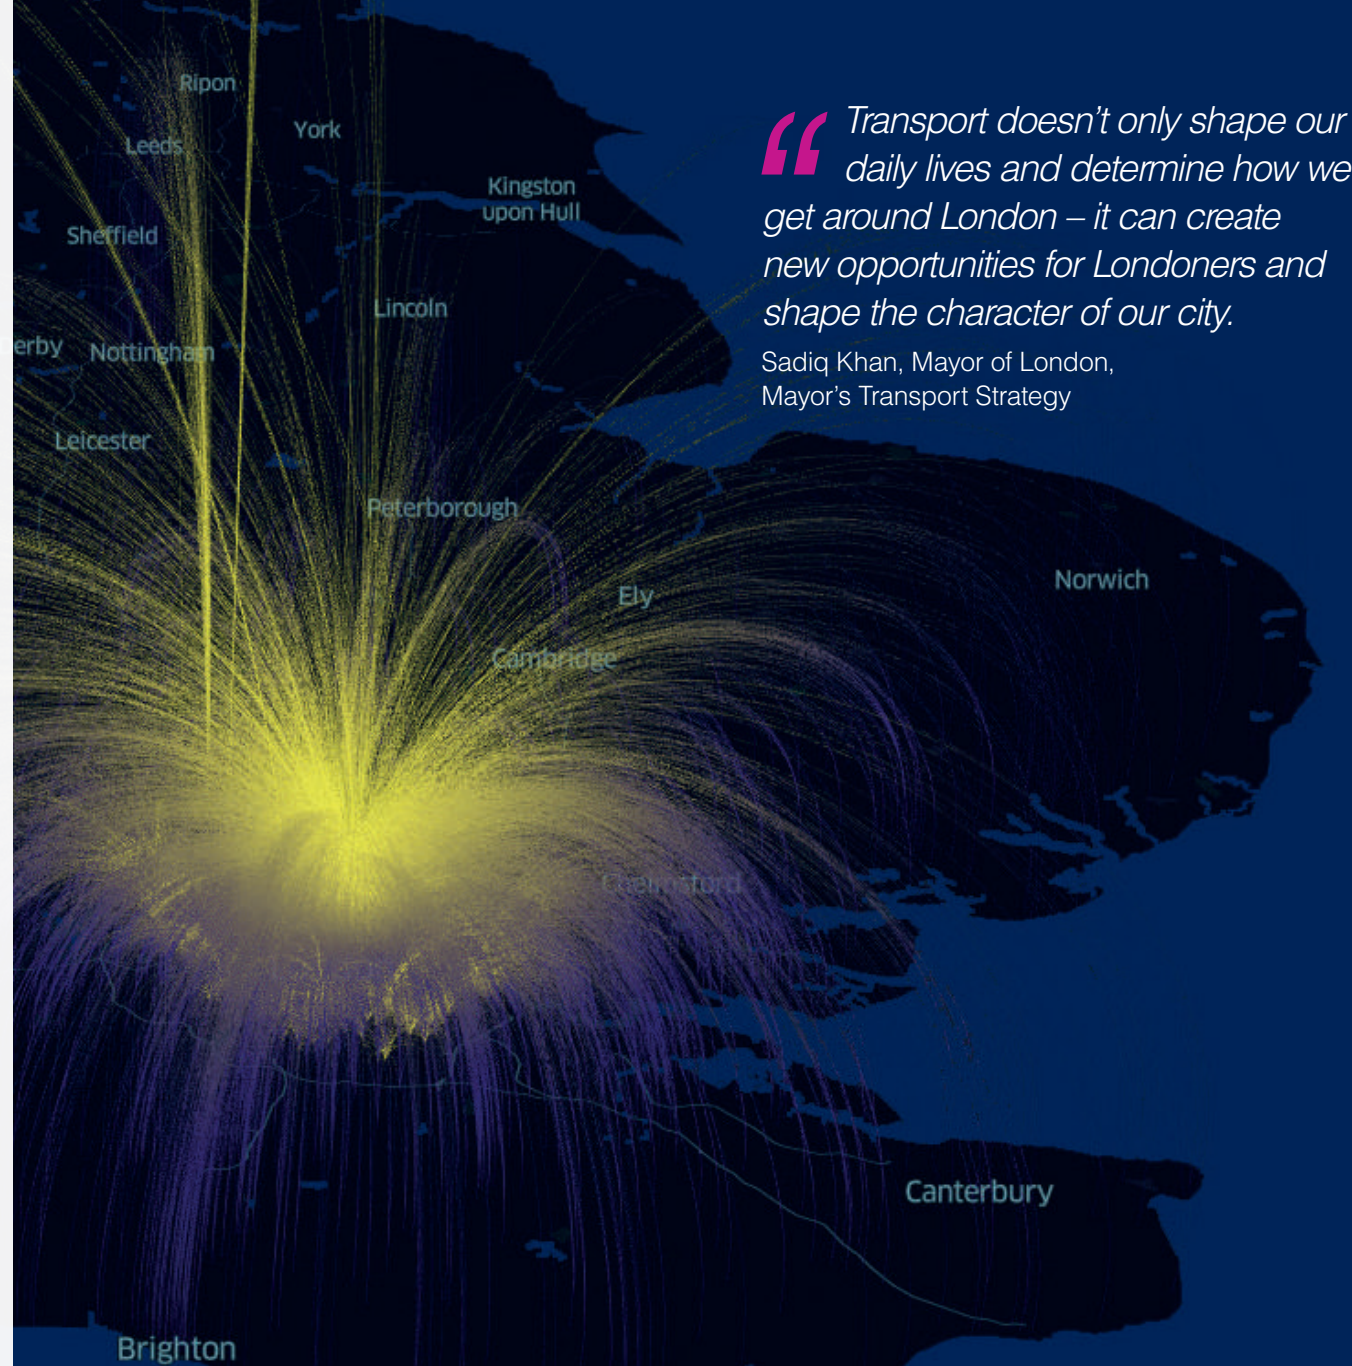 Ripon
York
Leeds
Kingston
upon Hull
Sheffield
Lincoln
erby
Nottingham
Leicester
Peterborough
Ely
Norwich
Cambridge
Chelmsford
Canterbury
Brighton
“ Transport doesn’t only shape our
daily lives and determine how we
get around London – it can create
new opportunities for Londoners and
shape the character of our city.
Sadiq Khan, Mayor of London,
Mayor’s Transport Strategy